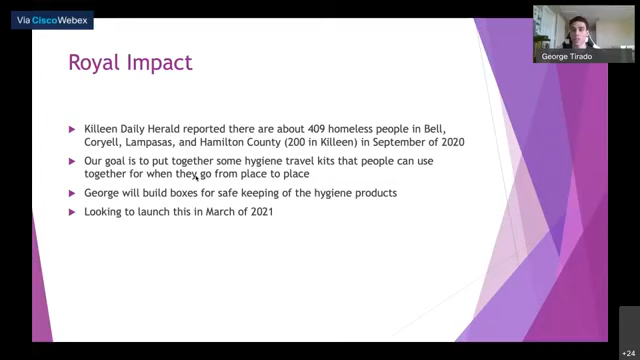 Via Cisco Webex
George Tirado
Royal Impact
Killeen Daily Herald reported there are about 409 homeless people in Bell,
Coryell, Lampasas, and Hamilton County (200 in Killeen) in September of 2020
Our goal is to put together some hygiene travel kits that people can use
together for when they go from place to place
George will build boxes for safe keeping of the hygiene products
Looking to launch this in March of 2021
+24